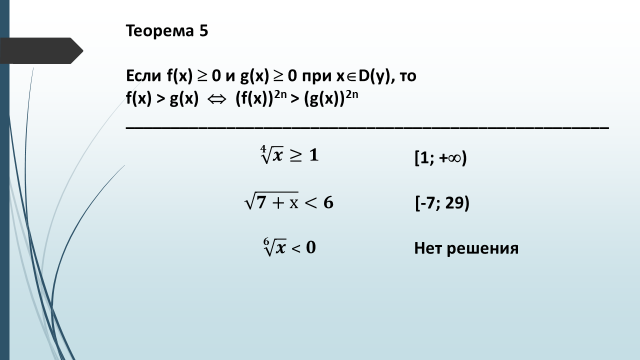 Теорема 5
Если f(x) ≥ 0 и g(x) ≥ 0 при x∈D(y), то
f(x) > g(x) ⇔ (f(x))²ⁿ > (g(x))²ⁿ
⁴√x ≥ 1 [1; +∞)
√(7 + x) < 6 [-7; 29)
⁶√x < 0 Нет решения